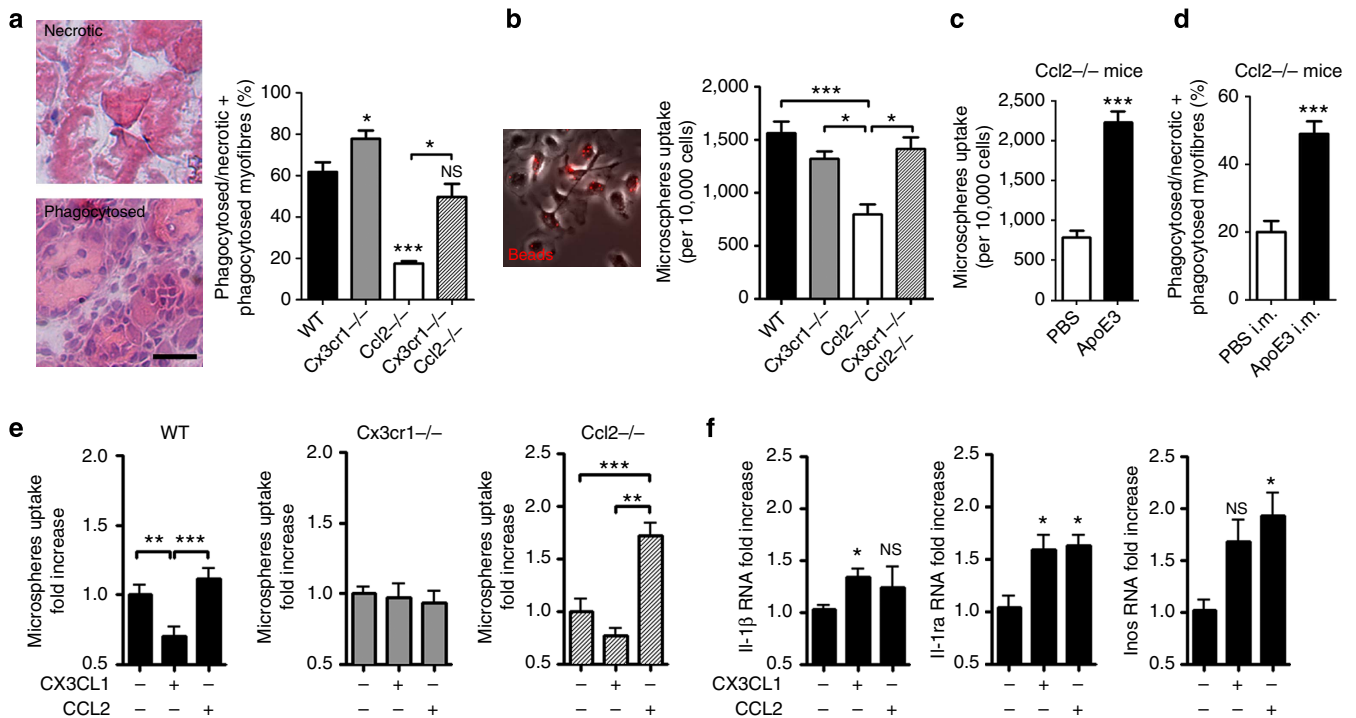 a
Necrotic
Phagocytosed
Phagocytosed/necrotic +
phagocytosed myofibres (%)
100
80
60
40
20
0
*
***
*
NS
WT
Cx3cr1–/–
Ccl2–/–
Cx3cr1–/–
Ccl2–/–
b
Beads
Microspheres uptake
(per 10,000 cells)
2,000
1,500
1,000
500
0
***
*
*
WT
Cx3cr1–/–
Ccl2–/–
Cx3cr1–/–
Ccl2–/–
c
Ccl2–/– mice
Microscpheres uptake
(per 10,000 cells)
2,500
2,000
1,500
1,000
500
0
***
PBS
ApoE3
d
Ccl2–/– mice
Phagocytosed/necrotic +
phagocytosed myofibres (%)
60
40
20
0
***
PBS i.m.
ApoE3 i.m.
e
WT
Microspheres uptake
fold increase
2.0
1.5
1.0
0.5
** ***
CX3CL1 – + –
CCL2 – – +
Cx3cr1–/–
Microspheres uptake
fold increase
2.0
1.5
1.0
0.5
– + –
– – +
Ccl2–/–
Microspheres uptake
fold increase
2.5
2.0
1.5
1.0
0.5
***
**
– + –
– – +
f
Il-1β RNA fold increase
2.5
2.0
1.5
1.0
0.5
* NS
CX3CL1 – + –
CCL2 – – +
Il-1ra RNA fold increase
2.5
2.0
1.5
1.0
0.5
* *
– + –
– – +
Inos RNA fold increase
2.5
2.0
1.5
1.0
0.5
NS *
– + –
– – +